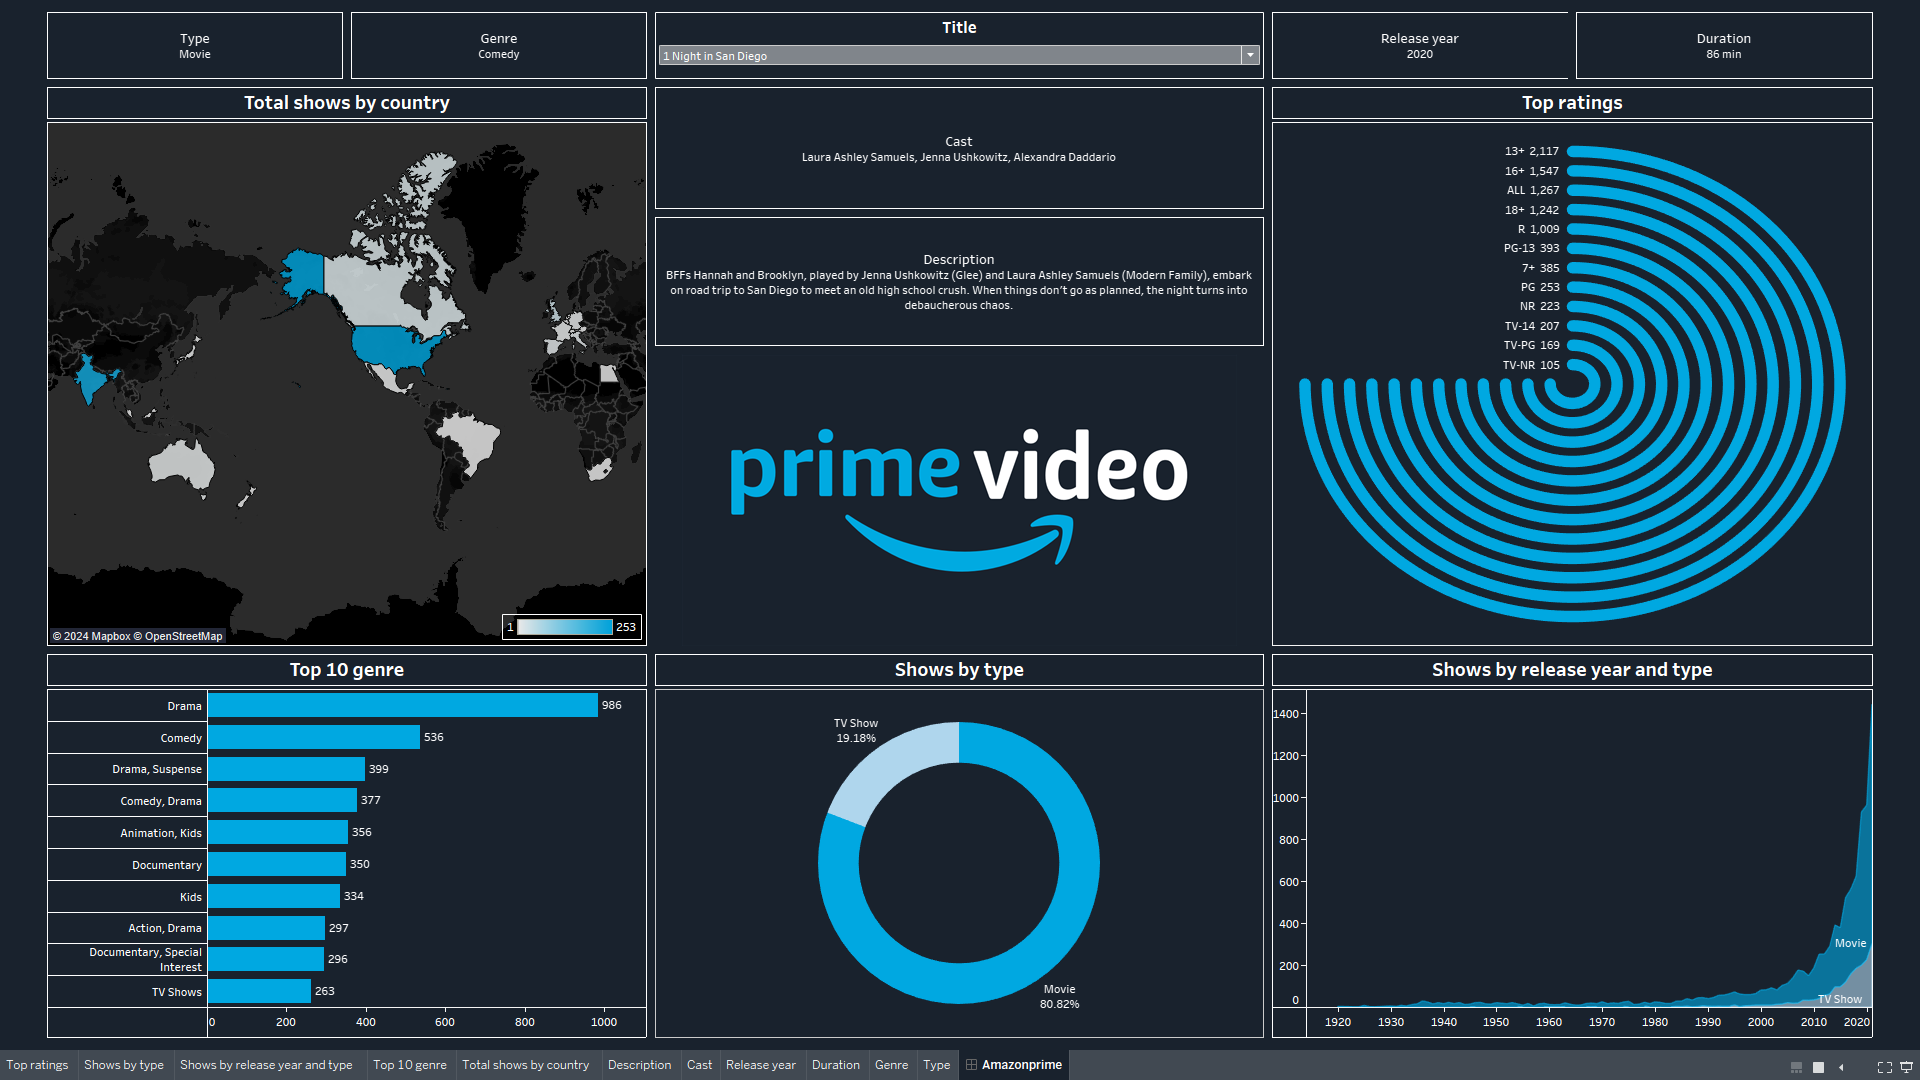 Type
Movie
Genre
Comedy
Title
1 Night in San Diego
Release year
2020
Duration
86 min
Total shows by country
© 2024 Mapbox © OpenStreetMap
1
253
Cast
Laura Ashley Samuels, Jenna Ushkowitz, Alexandra Daddario
Description
BFFs Hannah and Brooklyn, played by Jenna Ushkowitz (Glee) and Laura Ashley Samuels (Modern Family), embark
on road trip to San Diego to meet an old high school crush. When things don’t go as planned, the night turns into
debaucherous chaos.
prime video
Top ratings
13+ 2,117
16+ 1,547
ALL 1,267
18+ 1,242
R 1,009
PG-13 393
7+ 385
PG 253
NR 223
TV-14 207
TV-PG 169
TV-NR 105
Top 10 genre
Drama 986
Comedy 536
Drama, Suspense 399
Comedy, Drama 377
Animation, Kids 356
Documentary 350
Kids 334
Action, Drama 297
Documentary, Special
Interest 296
TV Shows 263
0 200 400 600 800 1000
Shows by type
TV Show
19.18%
Movie
80.82%
Shows by release year and type
1400
1200
1000
800
600
400
200
0
Movie
TV Show
1920 1930 1940 1950 1960 1970 1980 1990 2000 2010 2020
Top ratings Shows by type Shows by release year and type Top 10 genre Total shows by country Description Cast Release year Duration Genre Type Amazonprime